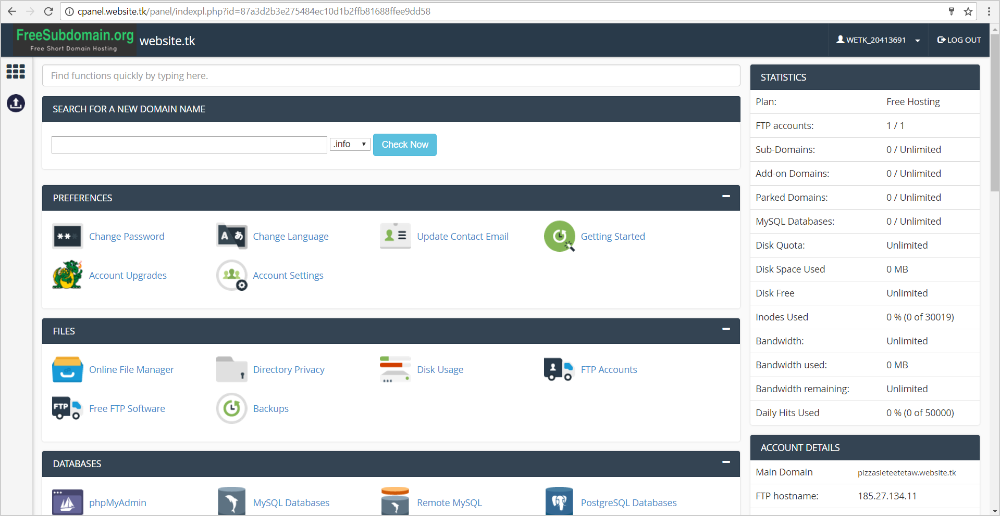 cpanel.website.tk/panel/indexpl.php?id=87a3d2b3e275484ec10d1b2ffb81688ffee9dd58
FreeSubdomain.org
Free Short Domain Hosting
website.tk
WETK_20413691
LOG OUT
Find functions quickly by typing here.
SEARCH FOR A NEW DOMAIN NAME
.info
Check Now
PREFERENCES
Change Password
Change Language
Update Contact Email
Getting Started
Account Upgrades
Account Settings
FILES
Online File Manager
Directory Privacy
Disk Usage
FTP Accounts
FTP
Free FTP Software
Backups
DATABASES
phpMyAdmin
MySQL Databases
Remote MySQL
PostgreSQL Databases
STATISTICS
Plan: Free Hosting
FTP accounts: 1 / 1
Sub-Domains: 0 / Unlimited
Add-on Domains: 0 / Unlimited
Parked Domains: 0 / Unlimited
MySQL Databases: 0 / Unlimited
Disk Quota: Unlimited
Disk Space Used 0 MB
Disk Free Unlimited
Inodes Used 0 % (0 of 30019)
Bandwidth: Unlimited
Bandwidth used: 0 MB
Bandwidth remaining: Unlimited
Daily Hits Used 0 % (0 of 50000)
ACCOUNT DETAILS
Main Domain pizzasieteetetaw.website.tk
FTP hostname: 185.27.134.11